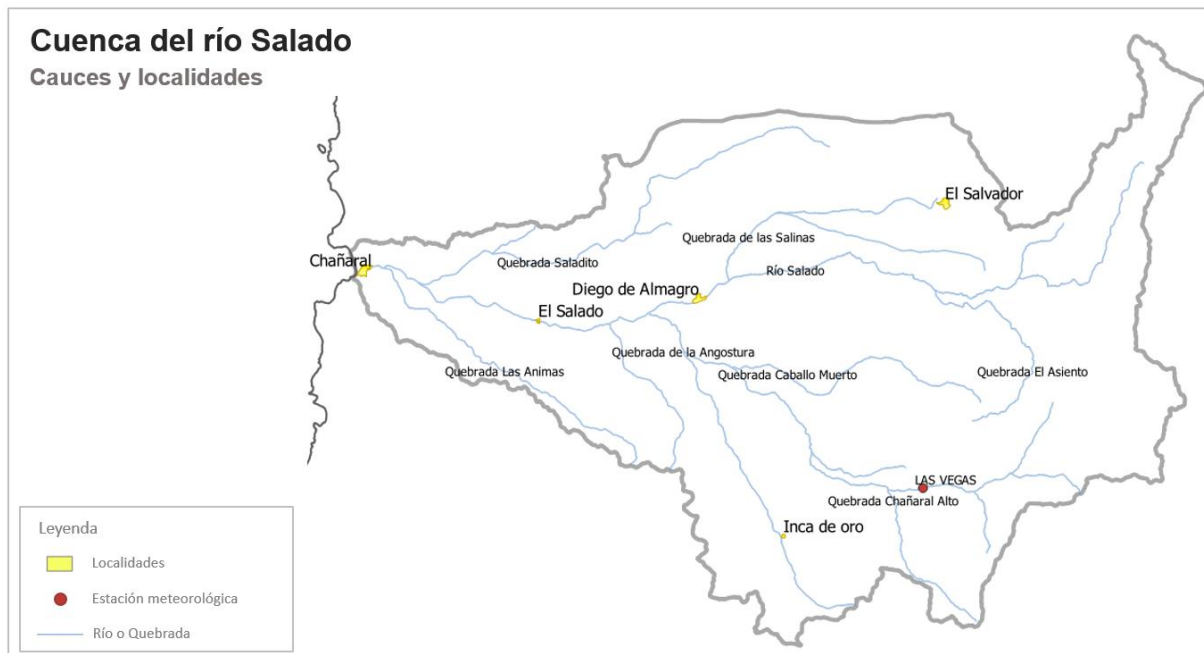 Cuenca del río Salado
Cauces y localidades
El Salvador
Quebrada de las Salinas
Chañaral
Quebrada Saladito
Río Salado
Diego de Almagro
El Salado
Quebrada de la Angostura
Quebrada Las Animas
Quebrada Caballo Muerto
Quebrada El Asiento
LAS VEGAS
Quebrada Chañaral Alto
Inca de oro
Leyenda
Localidades
Estación meteorológica
Río o Quebrada